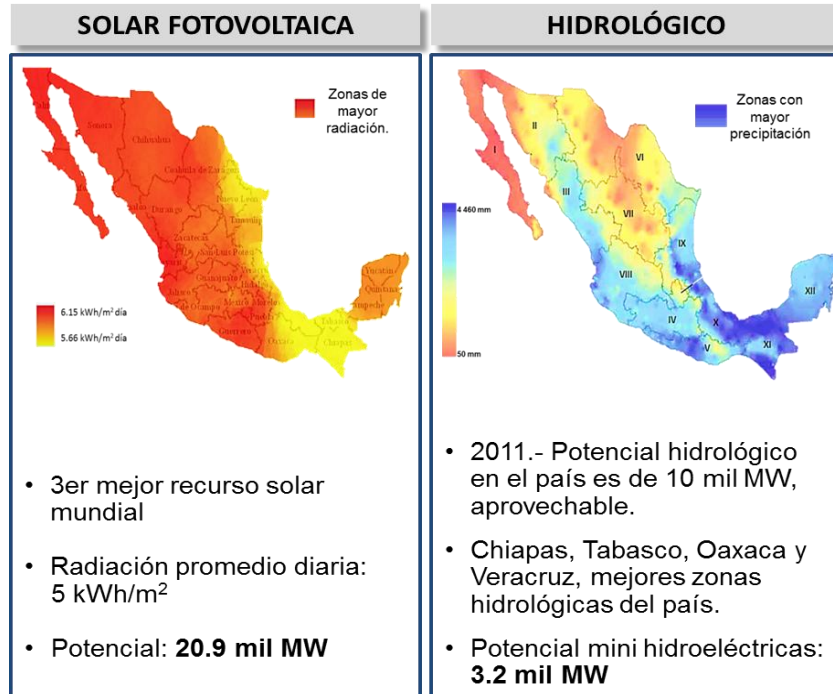 SOLAR FOTOVOLTAICA
Zonas de
mayor
radiación.
Sonora
Chihuahua
Coahuila de Zaragoza
Nuevo León
Durango
Zacatecas
San Luis Potosí
Guanajuato
Jalisco
de Ocampo
Guerrero
Puebla
Oaxaca
Tabasco
Chiapas
Yucatán
Quintana
6.15 kWh/m² día
5.66 kWh/m² día
• 3er mejor recurso solar
mundial
• Radiación promedio diaria:
5 kWh/m²
• Potencial: 20.9 mil MW
HIDROLÓGICO
Zonas con
mayor
precipitación
I
II
III
VI
VII
4 460 mm
IX
VIII
XII
IV
X
V
XI
50 mm
• 2011.- Potencial hidrológico
en el país es de 10 mil MW,
aprovechable.
• Chiapas, Tabasco, Oaxaca y
Veracruz, mejores zonas
hidrológicas del país.
• Potencial mini hidroeléctricas:
3.2 mil MW